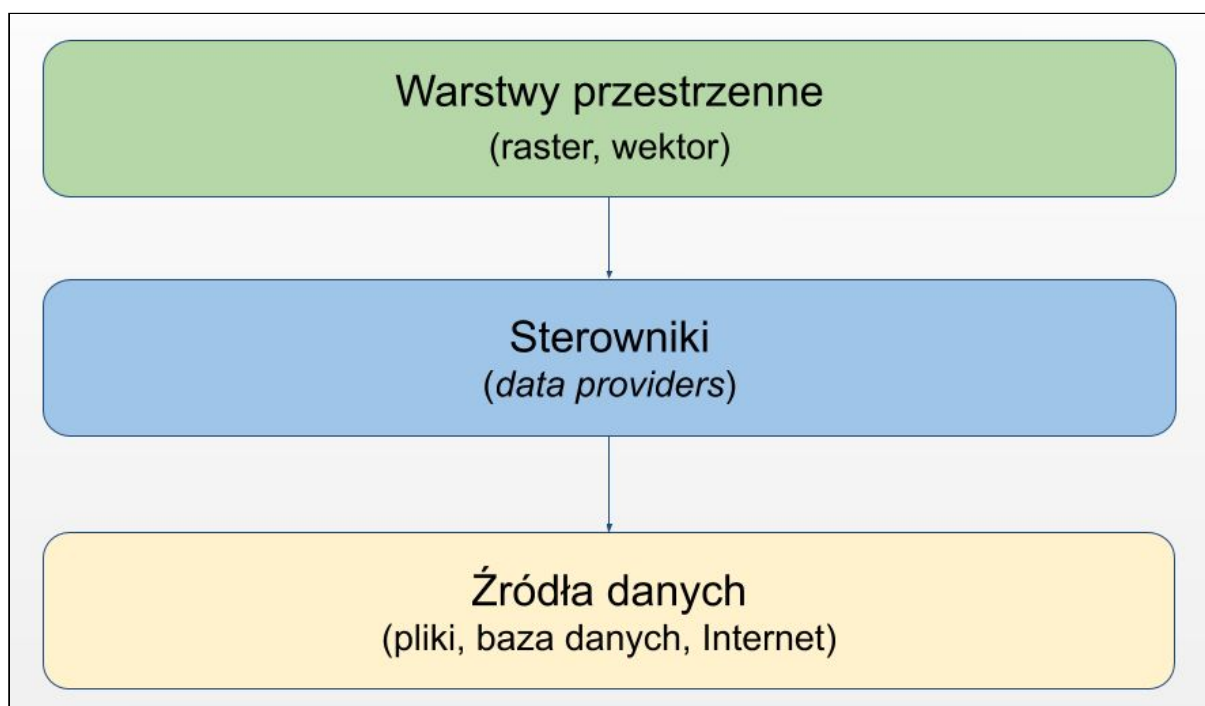 Warstwy przestrzenne
(raster, wektor)
Sterowniki
(data providers)
Źródła danych
(pliki, baza danych, Internet)